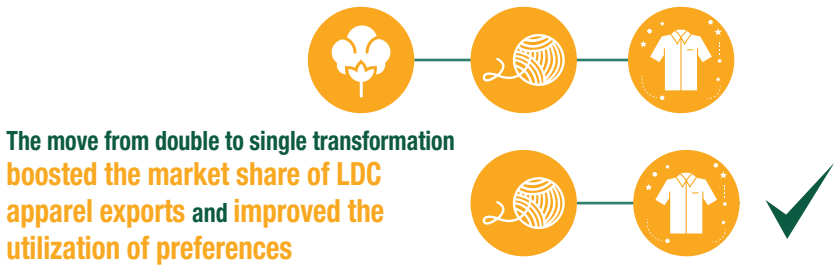 The move from double to single transformation
boosted the market share of LDC
apparel exports and improved the
utilization of preferences